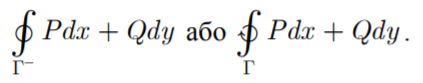 ∮_{Γ⁻} Pdx + Qdy або ∲_{Γ} Pdx + Qdy .